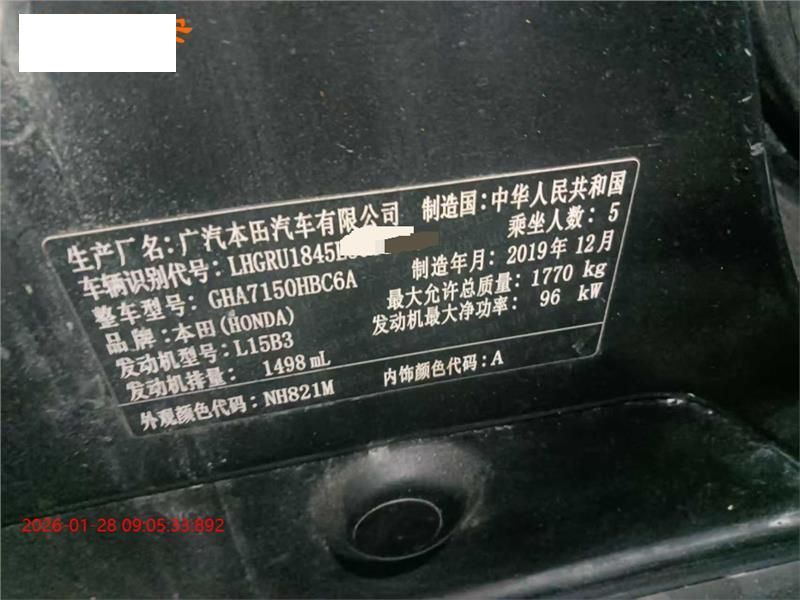 生产厂名：广汽本田汽车有限公司 制造国：中华人民共和国
车辆识别代号：LHGRU1845 乘坐人数：5
整车型号：GHA7150HBC6A 制造年月：2019年12月
品牌：本田(HONDA) 最大允许总质量：1770 kg
发动机型号：L15B3 发动机最大净功率：96 kW
发动机排量：1498 mL
外观颜色代码：NH821M 内饰颜色代码：A
2026-01-28 09:05:33:892